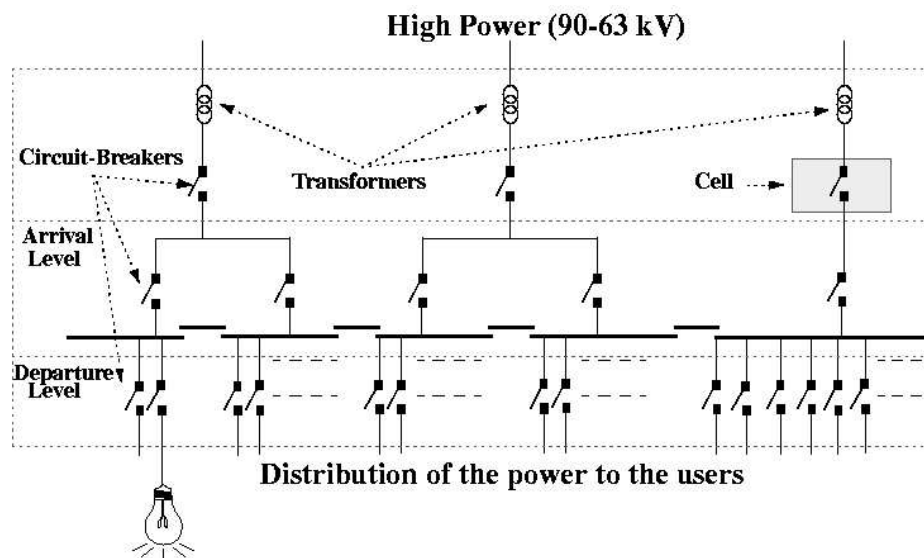 High Power (90-63 kV)
Circuit-Breakers
Transformers
Cell
Arrival
Level
Departure
Level
Distribution of the power to the users